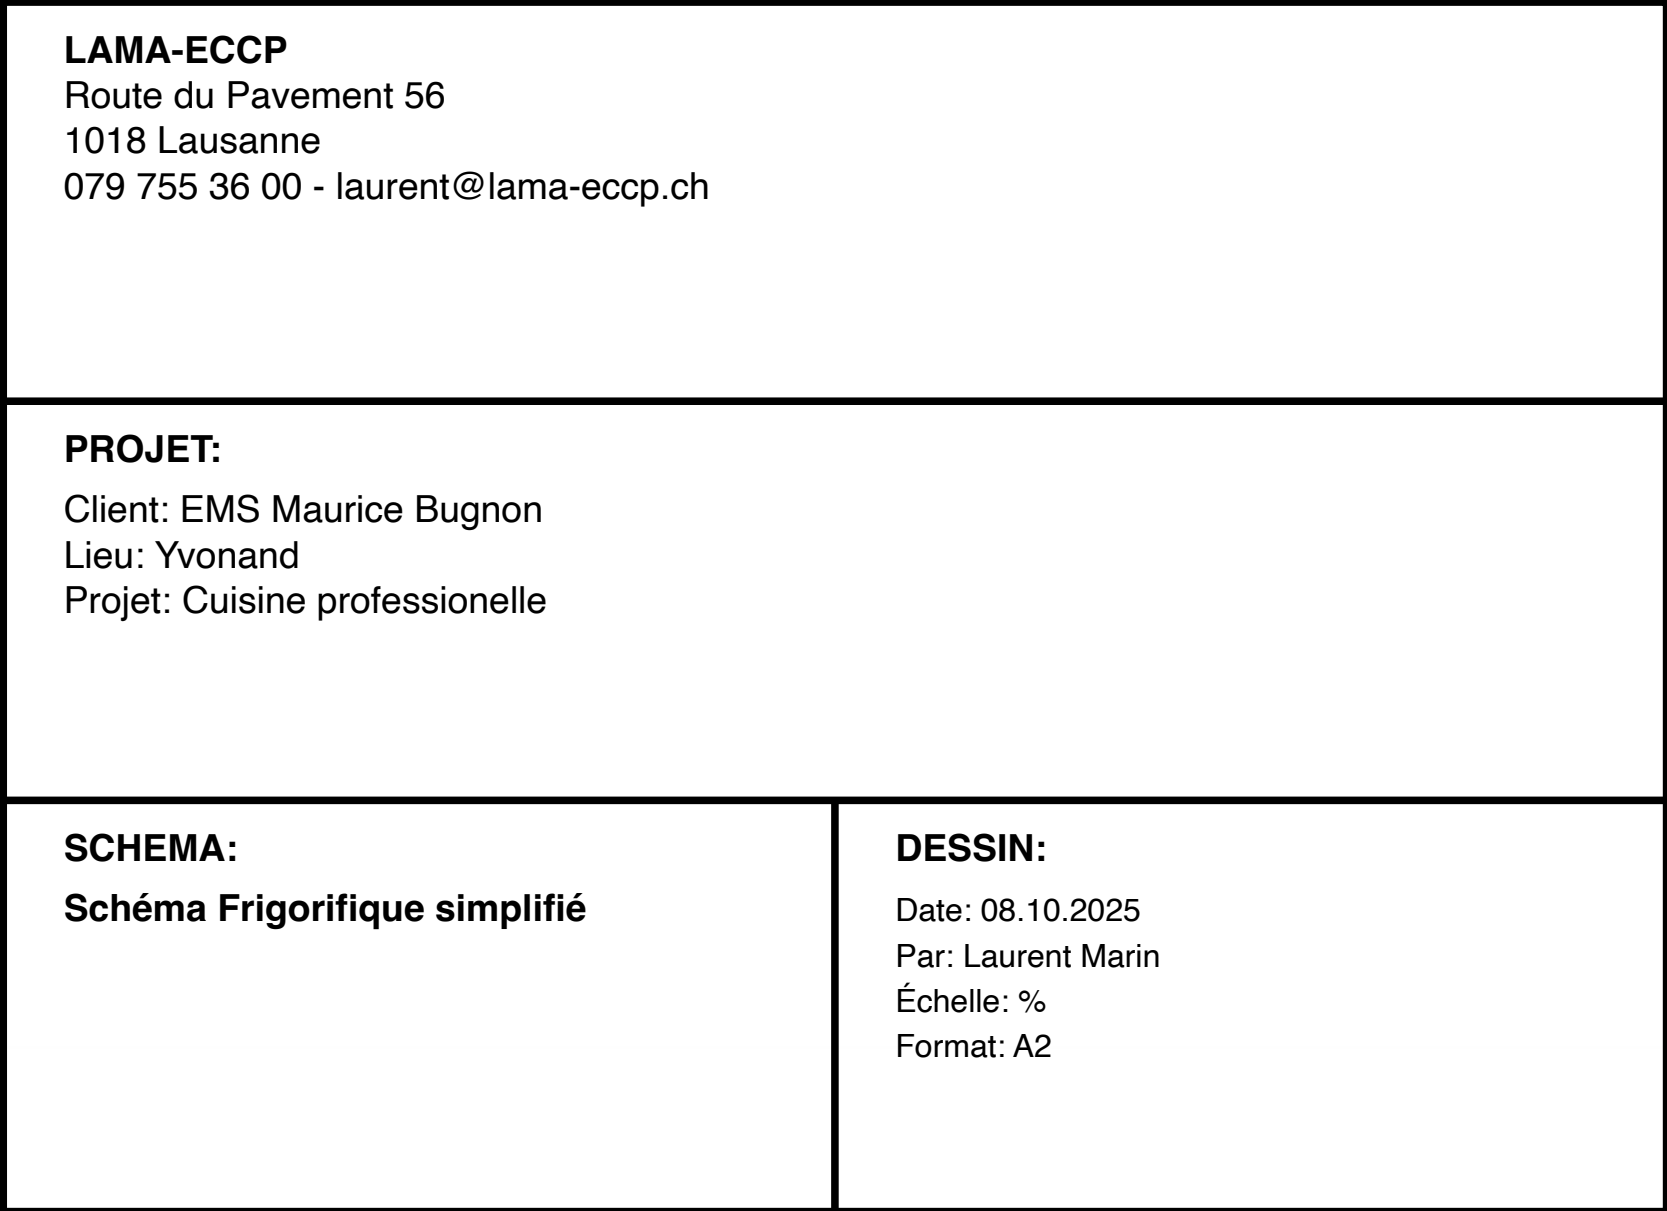 LAMA-ECCP
Route du Pavement 56
1018 Lausanne
079 755 36 00 - laurent@lama-eccp.ch
PROJET:
Client: EMS Maurice Bugnon
Lieu: Yvonand
Projet: Cuisine professionelle
SCHEMA:
Schéma Frigorifique simplifié
DESSIN:
Date: 08.10.2025
Par: Laurent Marin
Échelle: %
Format: A2